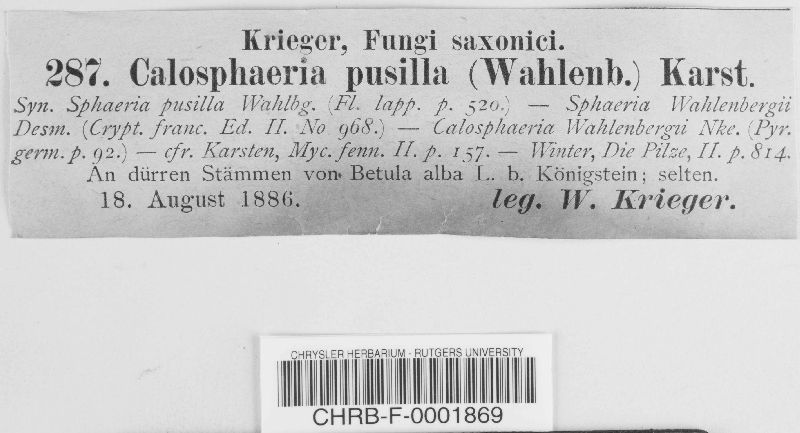 Krieger, Fungi saxonici.
287. Calosphaeria pusilla (Wahlenb.) Karst.
Syn. Sphaeria pusilla Wahlbg. (Fl. lapp. p. 520.) — Sphaeria Wahlenbergii
Desm. (Crypt. franc. Ed. II. No 968.) — Calosphaeria Wahlenbergii Nke. (Pyr.
germ. p. 92.) — cfr. Karsten, Myc. fenn. II. p. 157. — Winter, Die Pilze, II. p. 814.
An dürren Stämmen von Betula alba L. b. Königstein; selten.
18. August 1886. leg. W. Krieger.
CHRYSLER HERBARIUM - RUTGERS UNIVERSITY
CHRB-F-0001869